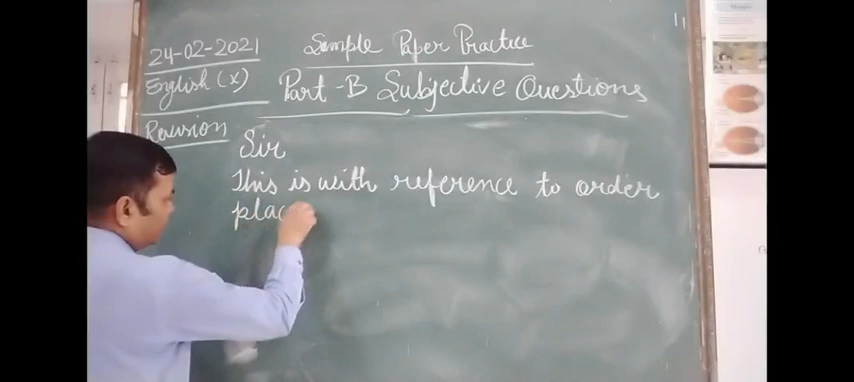 24-02-2021
Sample Paper Practice
English (X)
Part-B Subjective Questions
Revision
Sir
This is with reference to order
plac